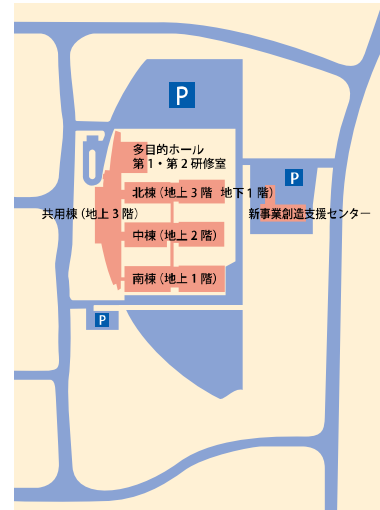 P
多目的ホール
第1・第2研修室
P
北棟(地上3階 地下1階)
共用棟(地上3階)
新事業創造支援センター
中棟(地上2階)
南棟(地上1階)
P